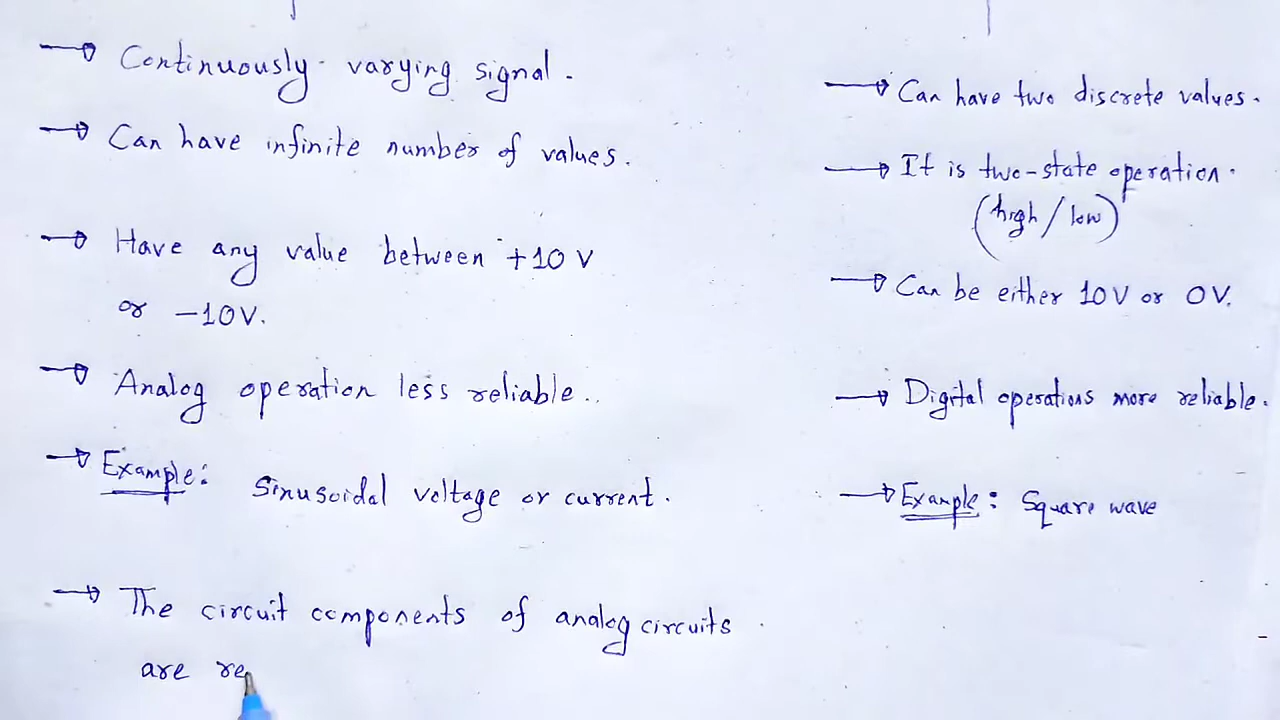 → Continuously varying signal.
→ Can have infinite number of values.
→ Have any value between +10 V
or -10V.
→ Analog operation less reliable..
→ Example: Sinusoidal voltage or current.
→ The circuit components of analog circuits
are re
→ Can have two discrete values.
→ It is two-state operation.
(high/low)
→ Can be either 10V or 0V.
→ Digital operations more reliable.
→ Example: Square wave